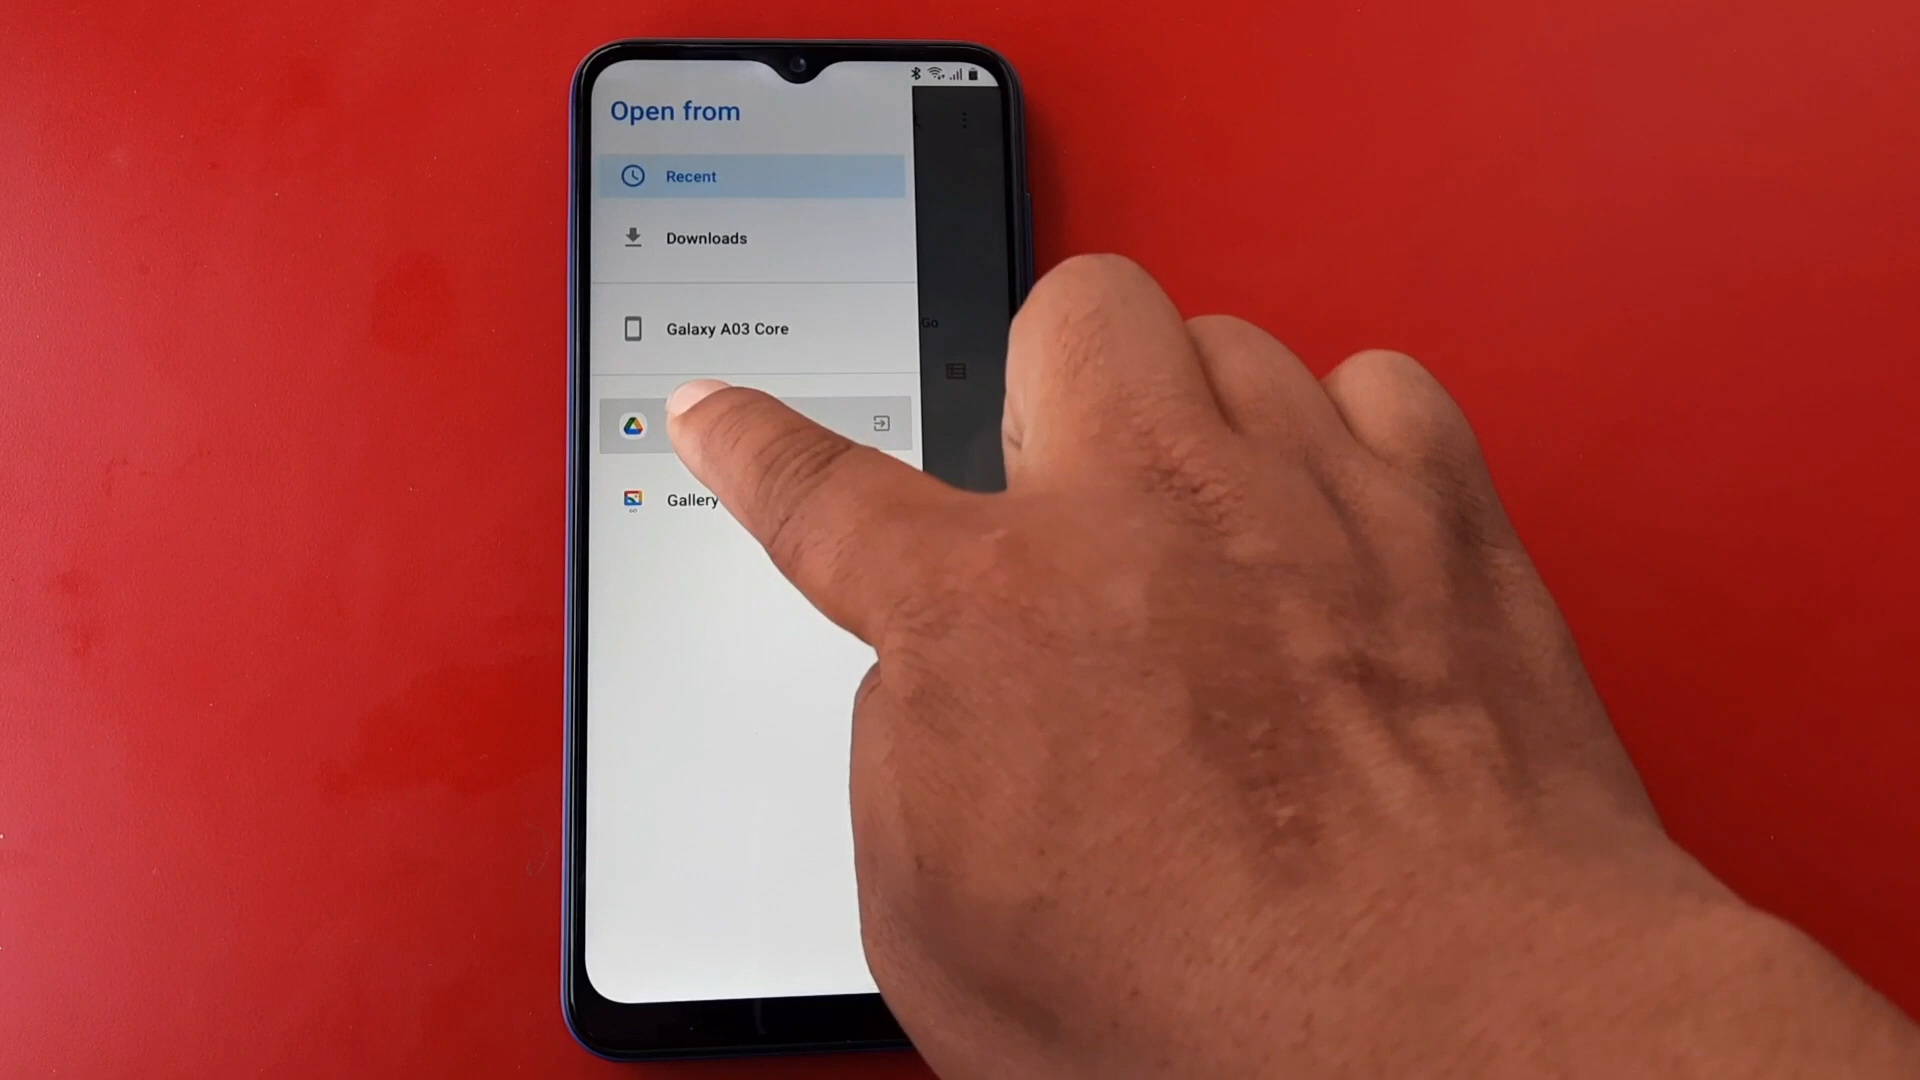 Open from
Recent
Downloads
Galaxy A03 Core
Go
Gallery